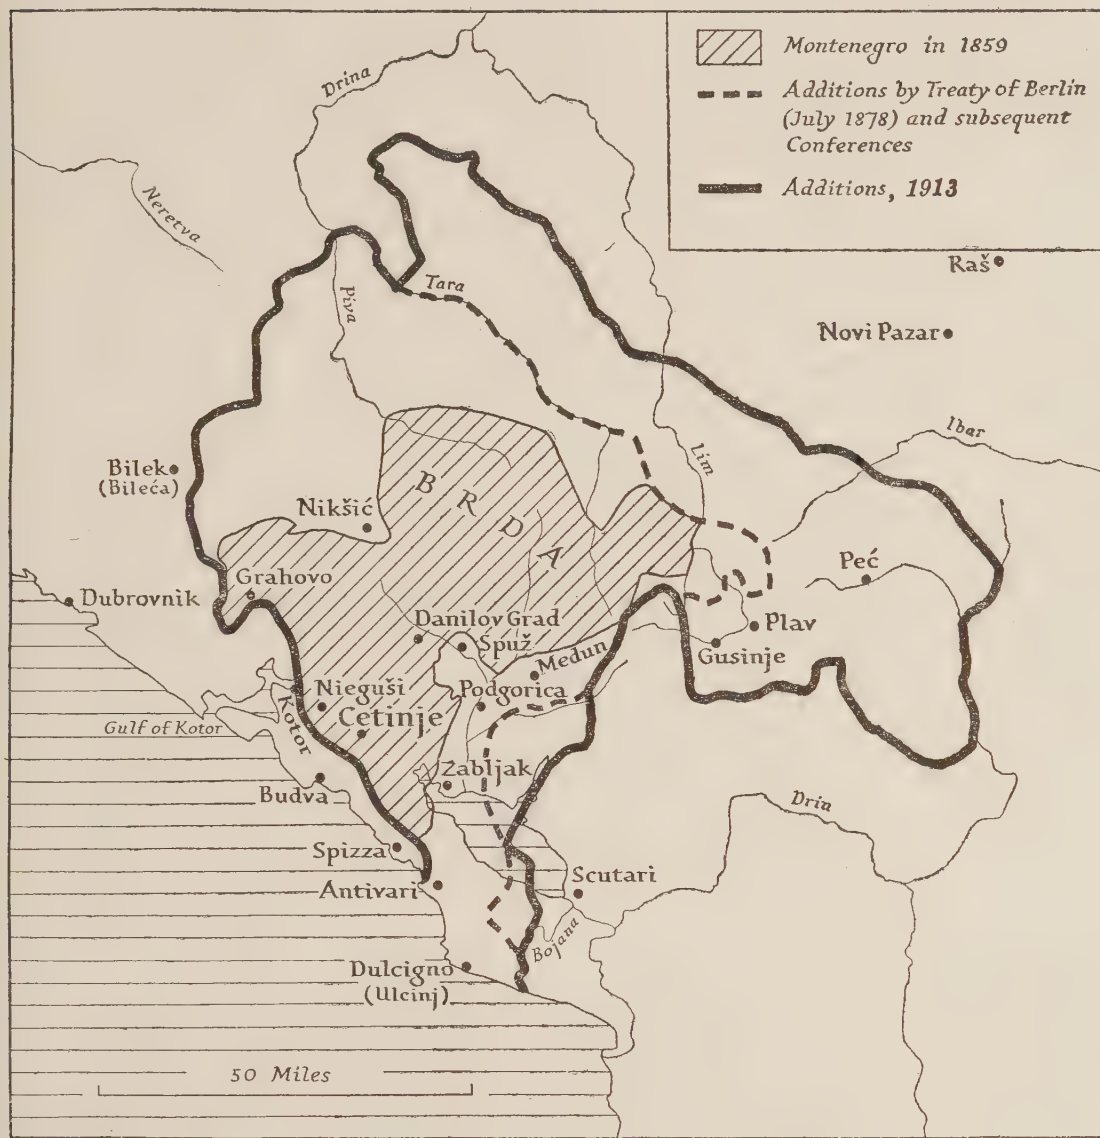 Montenegro in 1859
Additions by Treaty of Berlin
(July 1878) and subsequent
Conferences
Additions, 1913
Drina
Neretva
Raš
Tara
Piva
Novi Pazar
Ibar
Lim
Bilek
(Bileća)
BRDA
Nikšić
Peć
Grahovo
Dubrovnik
Danilov Grad
Spuž
Plav
Medun
Gusinje
Nieguši
Podgorica
Kotor
Cetinje
Gulf of Kotor
Žabljak
Budva
Drin
Spizza
Scutari
Antivari
Bojana
Dulcigno
(Ulcinj)
50 Miles